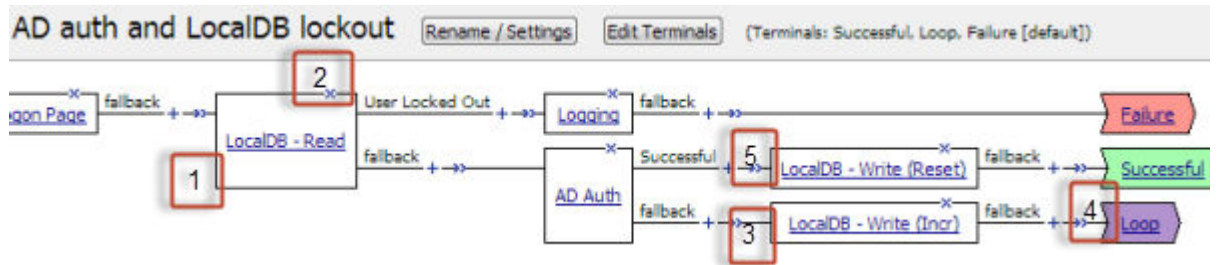 AD auth and LocalDB lockout Rename / Settings Edit Terminals (Terminals: Successful, Loop, Failure [default])
2
gon Page fallback User Locked Out Logging fallback Failure
LocalDB - Read
1 fallback Successful 5 LocalDB - Write (Reset) fallback Successful
AD Auth
fallback 3 LocalDB - Write (Incr) fallback 4 Loop